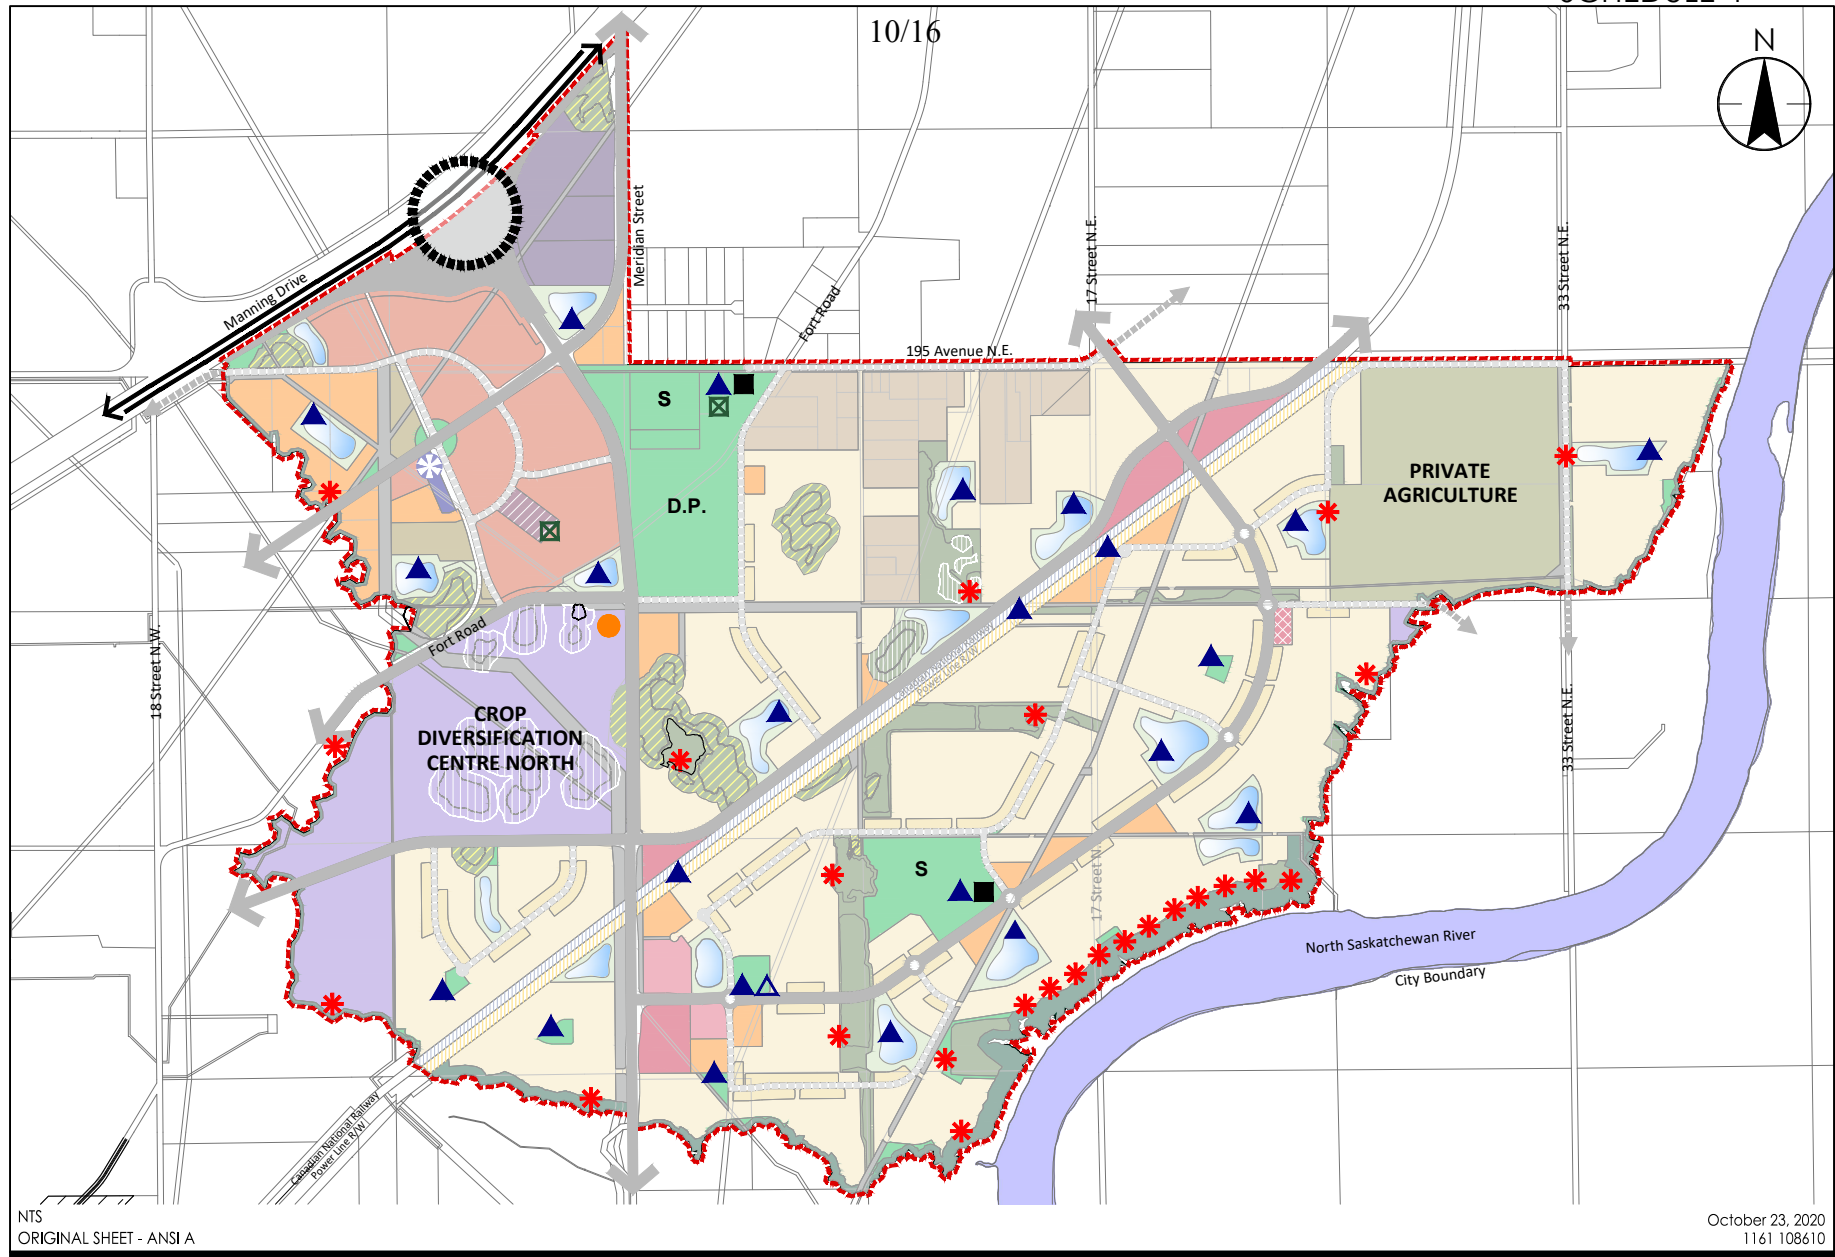 10/16
N
Manning Drive
Meridian Street
Fort Road
17 Street N.E.
33 Street N.E.
195 Avenue N.E.
S
D.P.
PRIVATE
AGRICULTURE
18 Street N.W.
Fort Road
CROP
DIVERSIFICATION
CENTRE NORTH
Power Line R/W
33 Street N.E.
S
17 Street N.
North Saskatchewan River
City Boundary
Canadian National Railway
Power Line R/W
NTS
ORIGINAL SHEET - ANSI A
October 23, 2020
1161 108610